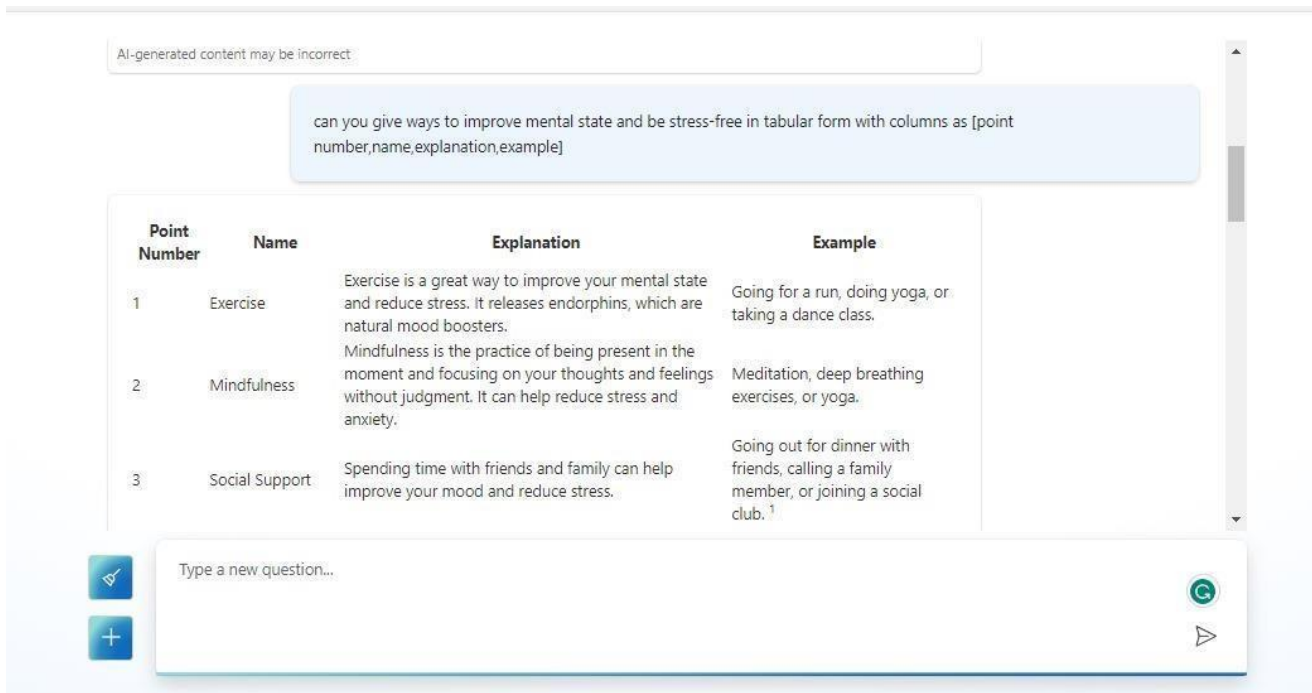 AI-generated content may be incorrect
can you give ways to improve mental state and be stress-free in tabular form with columns as [point
number,name,explanation,example]
Point
Number
Name
Explanation
Example
1
Exercise
Exercise is a great way to improve your mental state
and reduce stress. It releases endorphins, which are
natural mood boosters.
Going for a run, doing yoga, or
taking a dance class.
2
Mindfulness
Mindfulness is the practice of being present in the
moment and focusing on your thoughts and feelings
without judgment. It can help reduce stress and
anxiety.
Meditation, deep breathing
exercises, or yoga.
3
Social Support
Spending time with friends and family can help
improve your mood and reduce stress.
Going out for dinner with
friends, calling a family
member, or joining a social
club. 1
Type a new question...